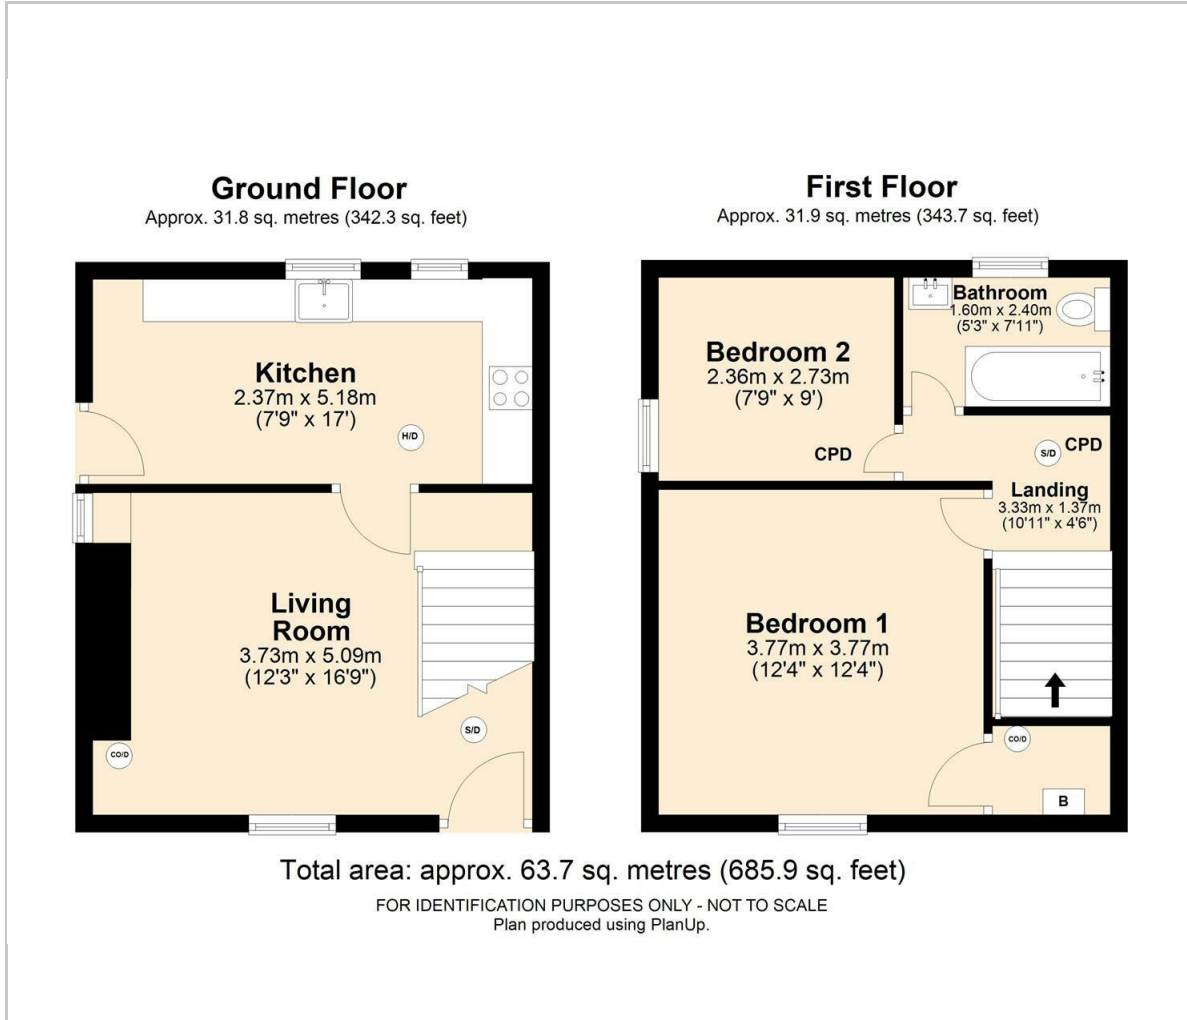 Ground Floor
Approx. 31.8 sq. metres (342.3 sq. feet)
Kitchen
2.37m x 5.18m
(7'9" x 17')
H/D
Living
Room
3.73m x 5.09m
(12'3" x 16'9")
S/D
CO/D
First Floor
Approx. 31.9 sq. metres (343.7 sq. feet)
Bathroom
1.60m x 2.40m
(5'3" x 7'11")
Bedroom 2
2.36m x 2.73m
(7'9" x 9')
CPD
S/D
CPD
Landing
3.33m x 1.37m
(10'11" x 4'6")
Bedroom 1
3.77m x 3.77m
(12'4" x 12'4")
CO/D
B
Total area: approx. 63.7 sq. metres (685.9 sq. feet)
FOR IDENTIFICATION PURPOSES ONLY - NOT TO SCALE
Plan produced using PlanUp.